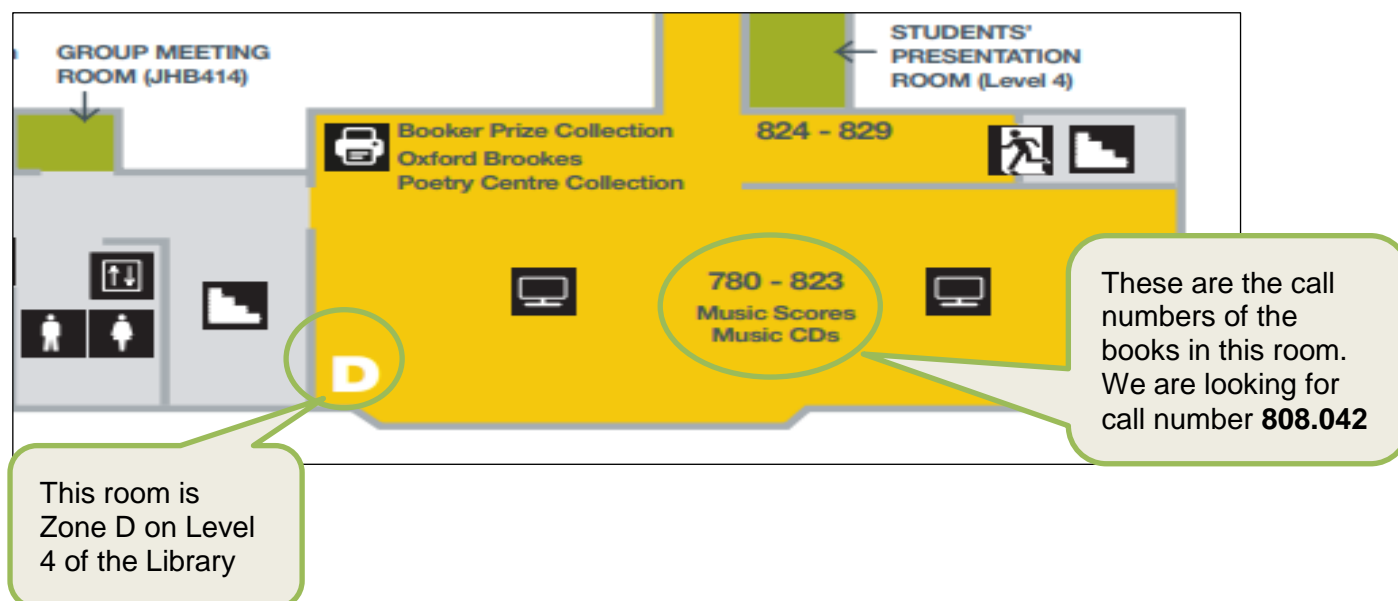 GROUP MEETING
ROOM (JHB414)
STUDENTS'
PRESENTATION
ROOM (Level 4)
Booker Prize Collection
Oxford Brookes
Poetry Centre Collection
824 - 829
780 - 823
Music Scores
Music CDs
D
These are the call
numbers of the
books in this room.
We are looking for
call number 808.042
This room is
Zone D on Level
4 of the Library